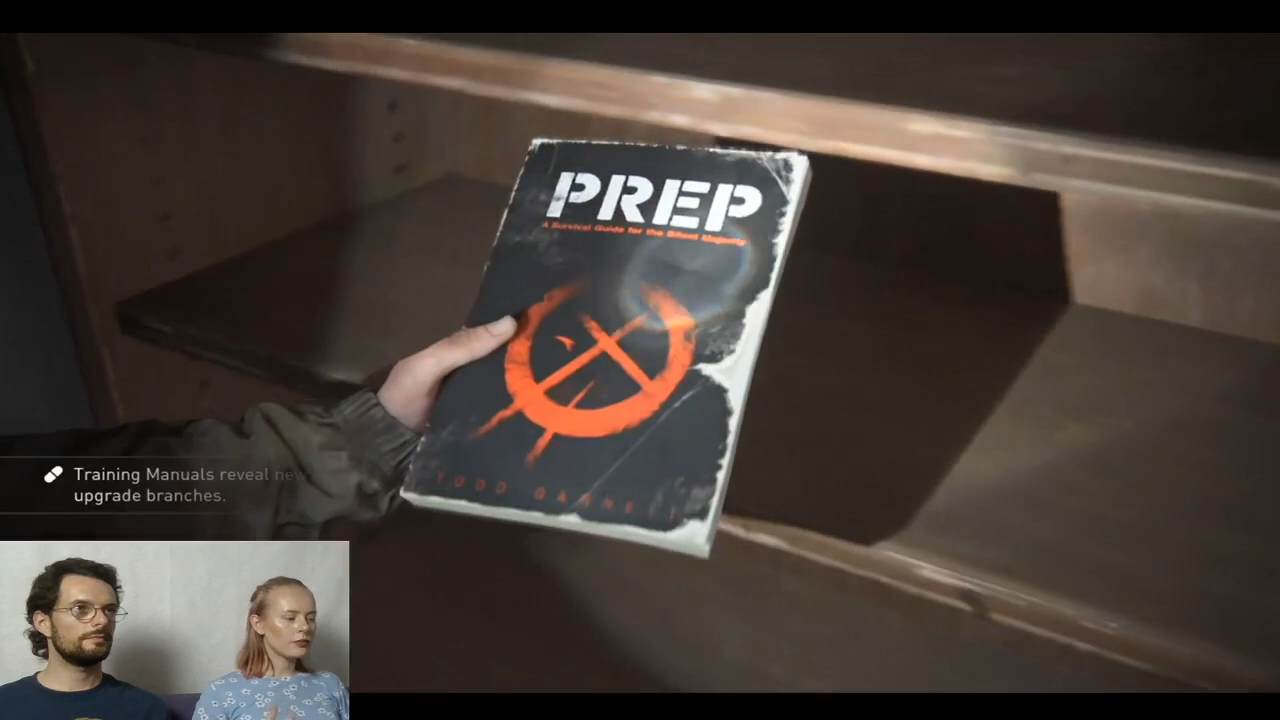 PREP
A Survival Guide for the Silent Majority
TODD GARNETT
Training Manuals reveal new
upgrade branches.